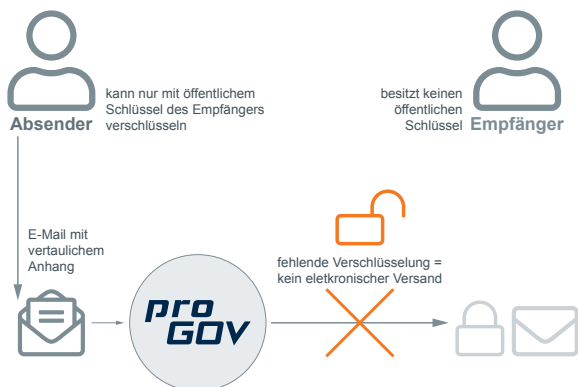 kann nur mit öffentlichem
Schlüssel des Empfängers
verschlüsseln
Absender
besitzt keinen
öffentlichen
Schlüssel
Empfänger
E-Mail mit
vertaulichem
Anhang
fehlende Verschlüsselung =
kein eletkronischer Versand
pro
GOV